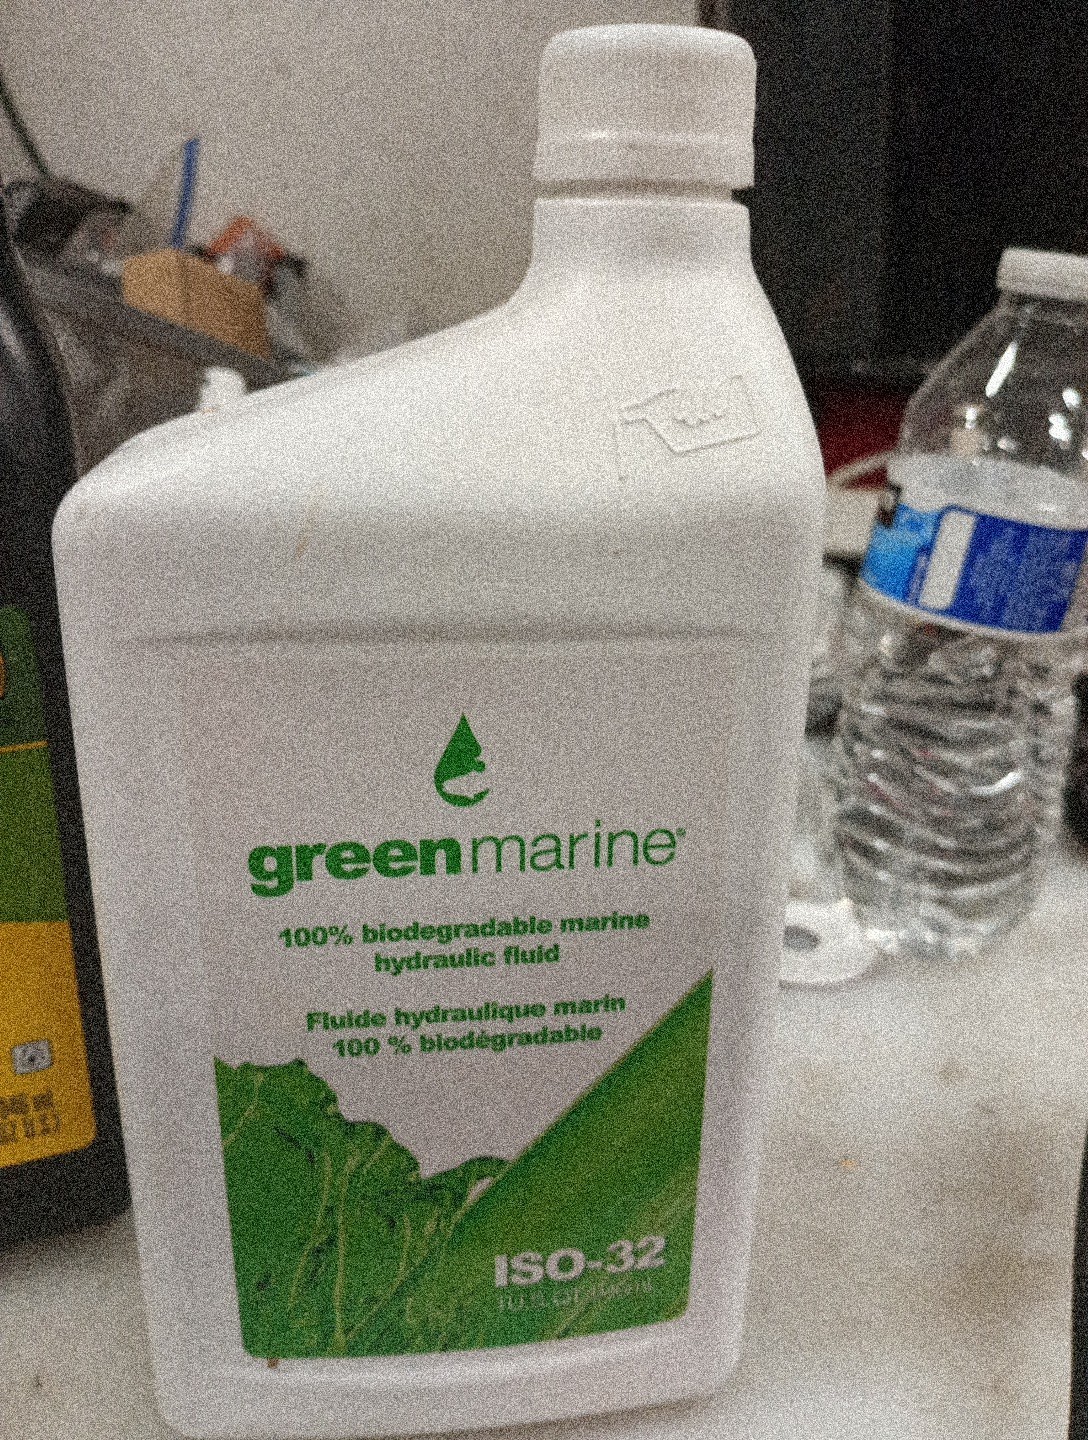 greenmarine®
100% biodegradable marine
hydraulic fluid
Fluide hydraulique marin
100 % biodégradable
ISO-32